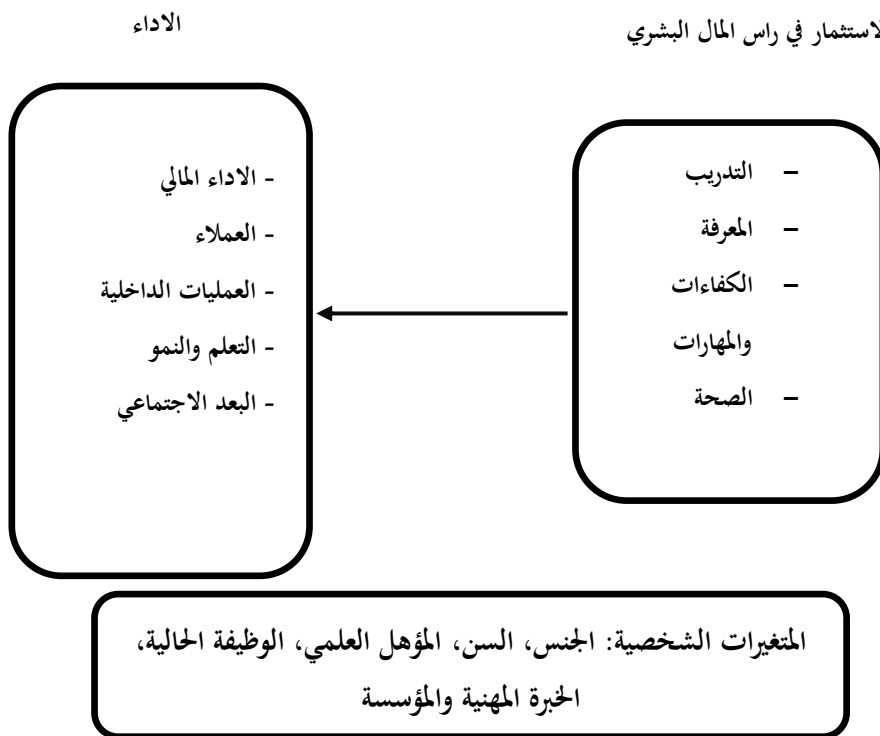 لاستثمار في راس المال البشري
الاداء
– التدريب
– المعرفة
– الكفاءات
والمهارات
– الصحة
- الاداء المالي
- العملاء
- العمليات الداخلية
- التعلم والنمو
- البعد الاجتماعي
المتغيرات الشخصية: الجنس، السن، المؤهل العلمي، الوظيفة الحالية،
الخبرة المهنية والمؤسسة